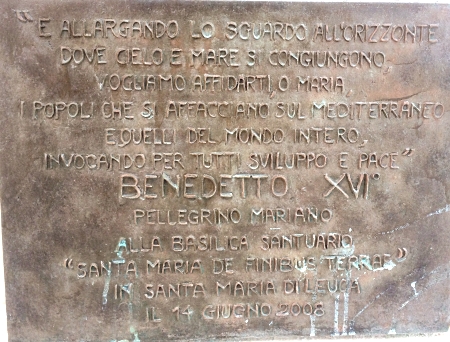 "E ALLARGANDO LO SGUARDO ALL'ORIZZONTE
DOVE CIELO E MARE SI CONGIUNGONO,
VOGLIAMO AFFIDARTI, O MARIA,
I POPOLI CHE SI AFFACCIANO SUL MEDITERRANEO
E QUELLI DEL MONDO INTERO,
INVOCANDO PER TUTTI SVILUPPO E PACE"
BENEDETTO XVI°
PELLEGRINO MARIANO
ALLA BASILICA SANTUARIO
"SANTA MARIA DE FINIBUS TERRAE"
IN SANTA MARIA DI LEUCA
IL 14 GIUGNO 2008